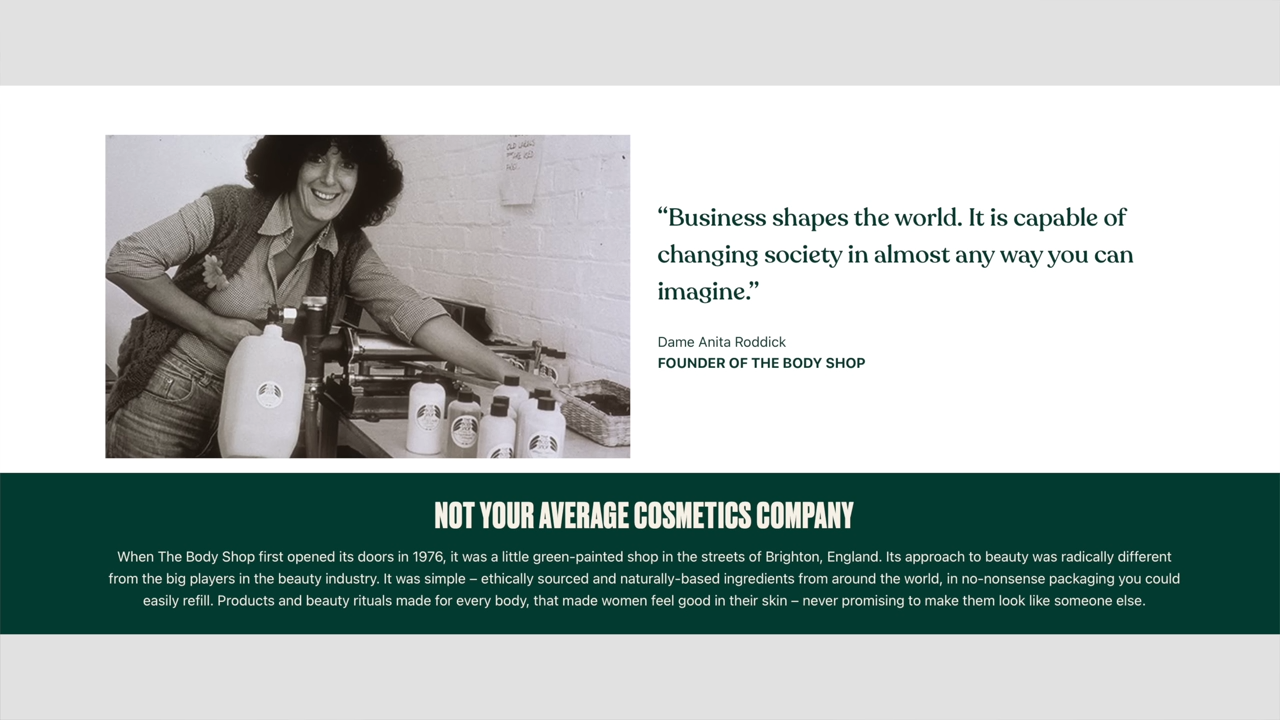 OLD LABELS
“Business shapes the world. It is capable of
changing society in almost any way you can
imagine.”
Dame Anita Roddick
FOUNDER OF THE BODY SHOP
NOT YOUR AVERAGE COSMETICS COMPANY
When The Body Shop first opened its doors in 1976, it was a little green-painted shop in the streets of Brighton, England. Its approach to beauty was radically different
from the big players in the beauty industry. It was simple – ethically sourced and naturally-based ingredients from around the world, in no-nonsense packaging you could
easily refill. Products and beauty rituals made for every body, that made women feel good in their skin – never promising to make them look like someone else.